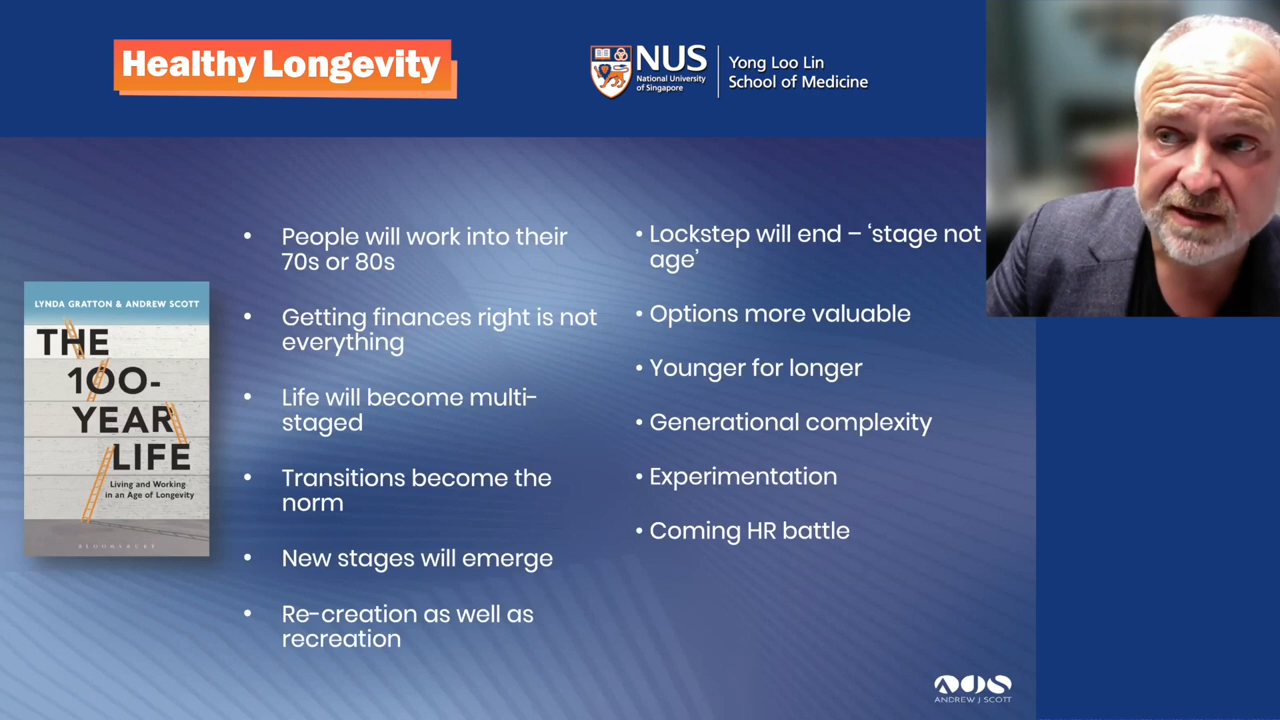 Healthy Longevity
NUS
National University
of Singapore
Yong Loo Lin
School of Medicine
LYNDA GRATTON & ANDREW SCOTT
THE
100-
YEAR
LIFE
Living and Working
in an Age of Longevity
BLOOMSBURY
• People will work into their
70s or 80s
• Getting finances right is not
everything
• Life will become multi-
staged
• Transitions become the
norm
• New stages will emerge
• Re-creation as well as
recreation
• Lockstep will end – ‘stage not
age’
• Options more valuable
• Younger for longer
• Generational complexity
• Experimentation
• Coming HR battle
AJS
ANDREW J SCOTT